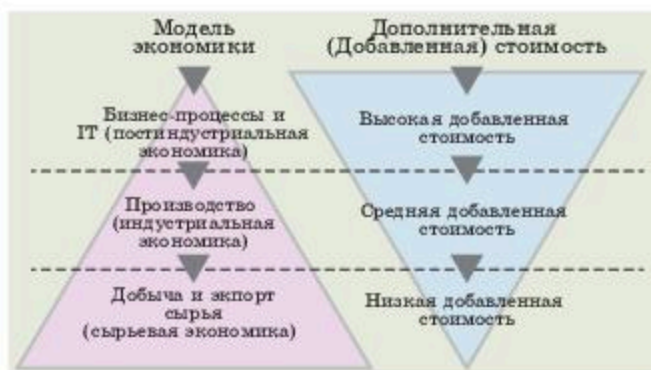 Модель
экономики
Дополнительная
(Добавленная) стоимость
Бизнес-процессы и
IT (постиндустриальная
экономика)
Высокая добавленная
стоимость
Производство
(индустриальная
экономика)
Средняя добавленная
стоимость
Добыча и экпорт
сырья
(сырьевая экономика)
Низкая добавленная
стоимость